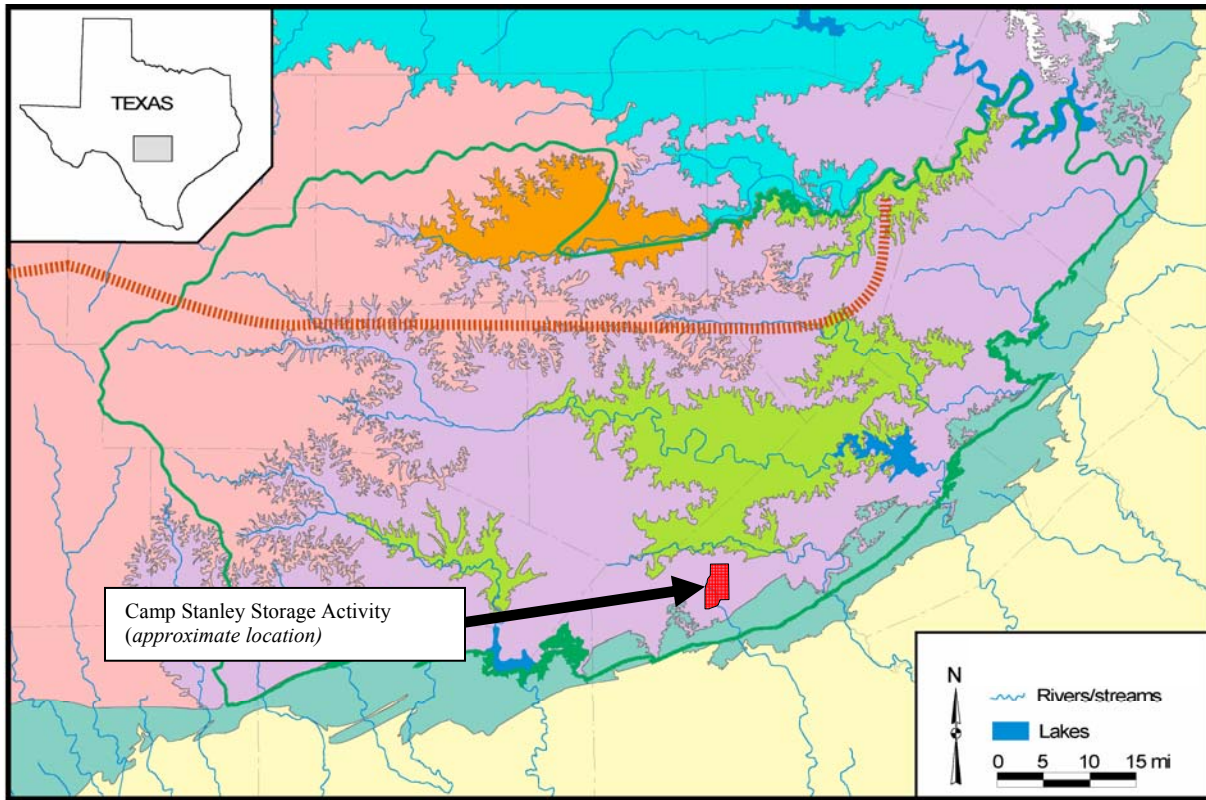 TEXAS
Camp Stanley Storage Activity
(approximate location)
N
Rivers/streams
Lakes
0 5 10 15 mi